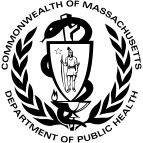 COMMONWEALTH OF MASSACHUSETTS
DEPARTMENT OF PUBLIC HEALTH